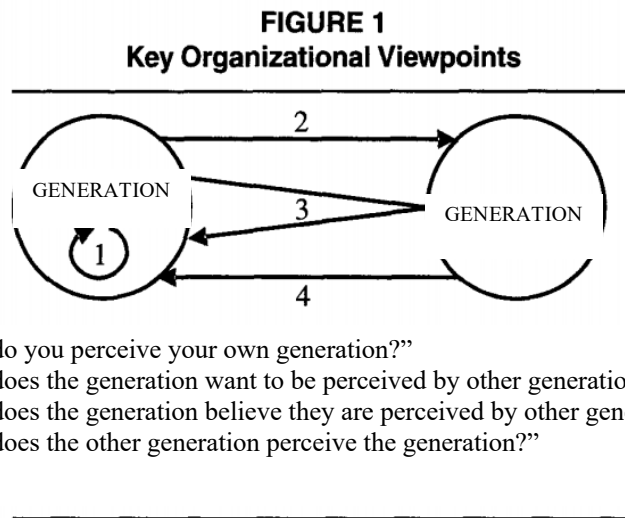 FIGURE 1
Key Organizational Viewpoints
2
GENERATION
3
GENERATION
1
4
do you perceive your own generation?”
does the generation want to be perceived by other generatio
does the generation believe they are perceived by other gen
does the other generation perceive the generation?”